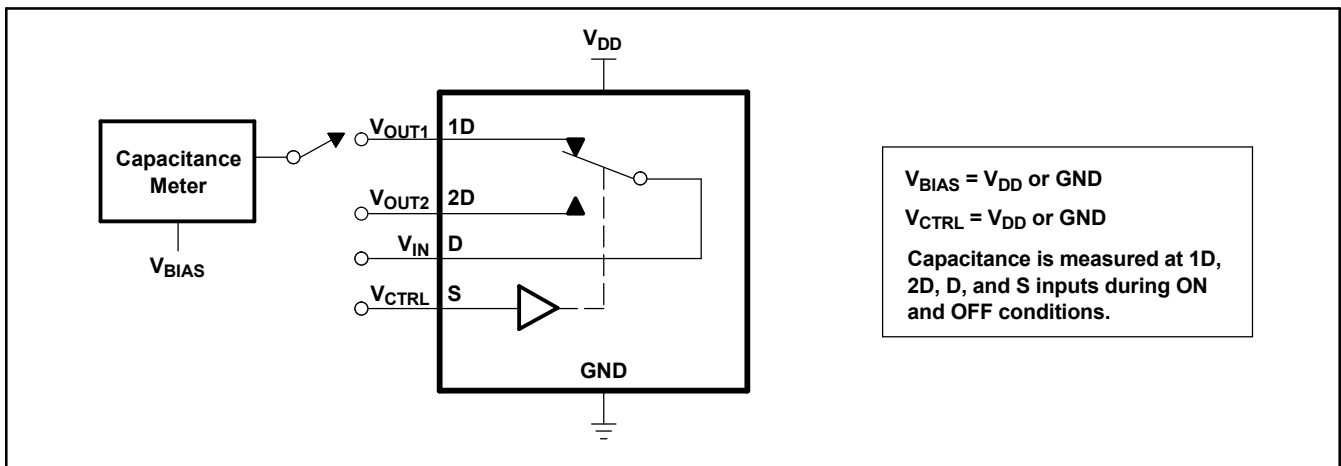 VDD
Capacitance
Meter
VBIAS
VOUT1 1D
VOUT2 2D
VIN D
VCTRL S
GND
VBIAS = VDD or GND
VCTRL = VDD or GND
Capacitance is measured at 1D,
2D, D, and S inputs during ON
and OFF conditions.